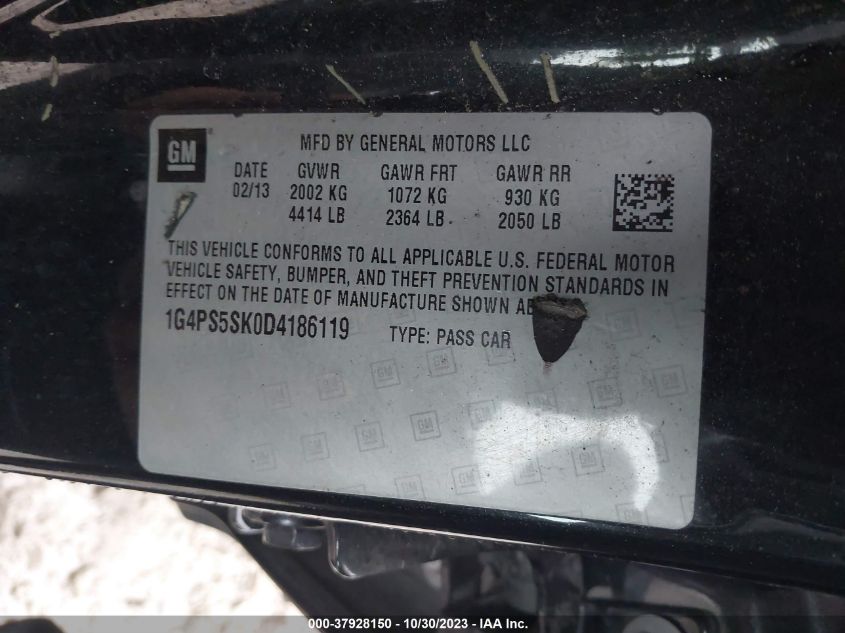 GM
MFD BY GENERAL MOTORS LLC
DATE GVWR GAWR FRT GAWR RR
02/13 2002 KG 1072 KG 930 KG
4414 LB 2364 LB 2050 LB
THIS VEHICLE CONFORMS TO ALL APPLICABLE U.S. FEDERAL MOTOR
VEHICLE SAFETY, BUMPER, AND THEFT PREVENTION STANDARDS IN
EFFECT ON THE DATE OF MANUFACTURE SHOWN
1G4PS5SK0D4186119 TYPE: PASS CAR
000-37928150 - 10/30/2023 - IAA Inc.